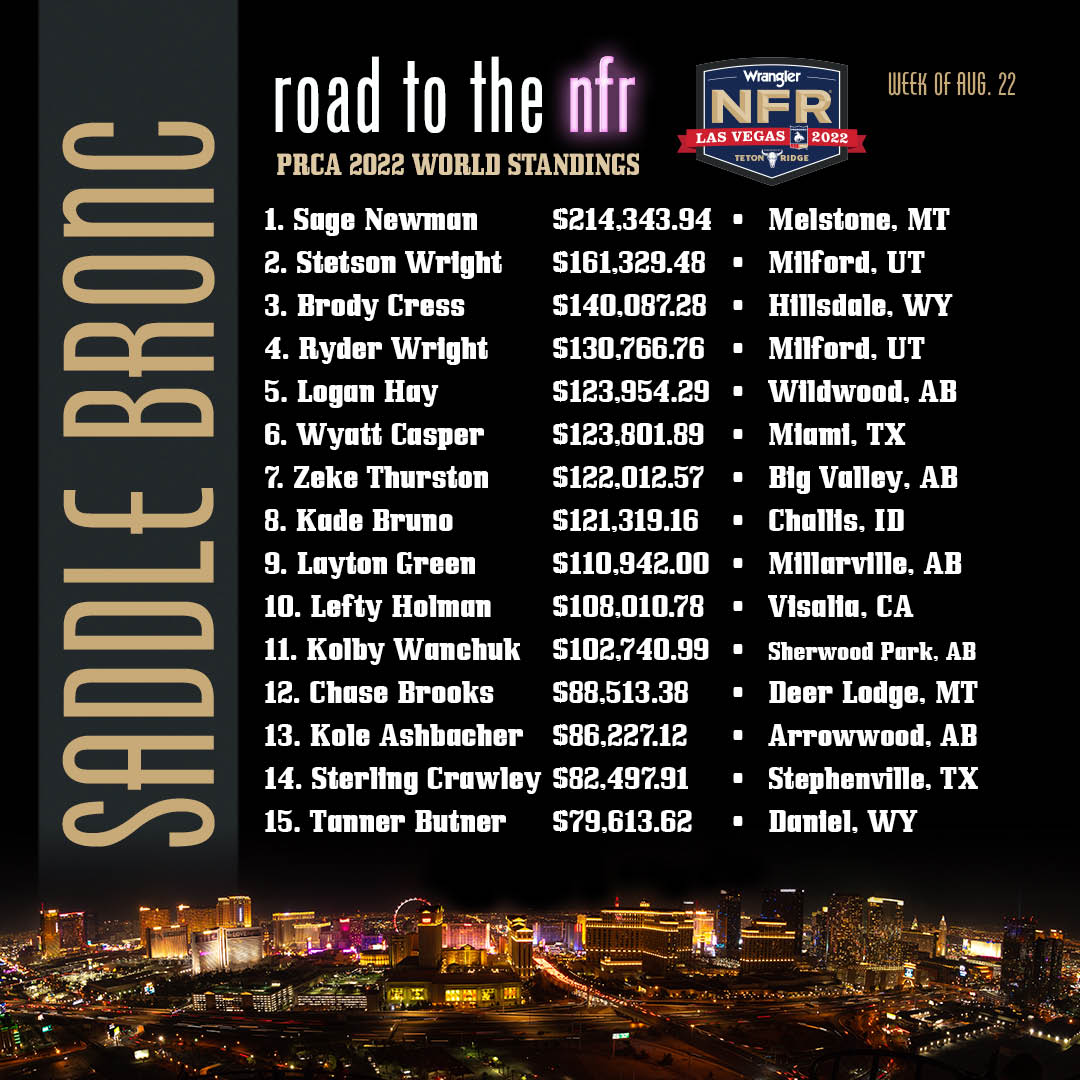 SADDLE BRONC
road to the nfr
PRCA 2022 WORLD STANDINGS
Wrangler
NFR
LAS VEGAS 2022
TETON RIDGE
WEEK OF AUG. 22
1. Sage Newman $214,343.94 • Melstone, MT
2. Stetson Wright $161,329.48 • Milford, UT
3. Brody Cress $140,087.28 • Hillsdale, WY
4. Ryder Wright $130,766.76 • Milford, UT
5. Logan Hay $123,954.29 • Wildwood, AB
6. Wyatt Casper $123,801.89 • Miami, TX
7. Zeke Thurston $122,012.57 • Big Valley, AB
8. Kade Bruno $121,319.16 • Challis, ID
9. Layton Green $110,942.00 • Millarville, AB
10. Lefty Holman $108,010.78 • Visalia, CA
11. Kolby Wanchuk $102,740.99 • Sherwood Park, AB
12. Chase Brooks $88,513.38 • Deer Lodge, MT
13. Kole Ashbacher $86,227.12 • Arrowwood, AB
14. Sterling Crawley $82,497.91 • Stephenville, TX
15. Tanner Butner $79,613.62 • Daniel, WY